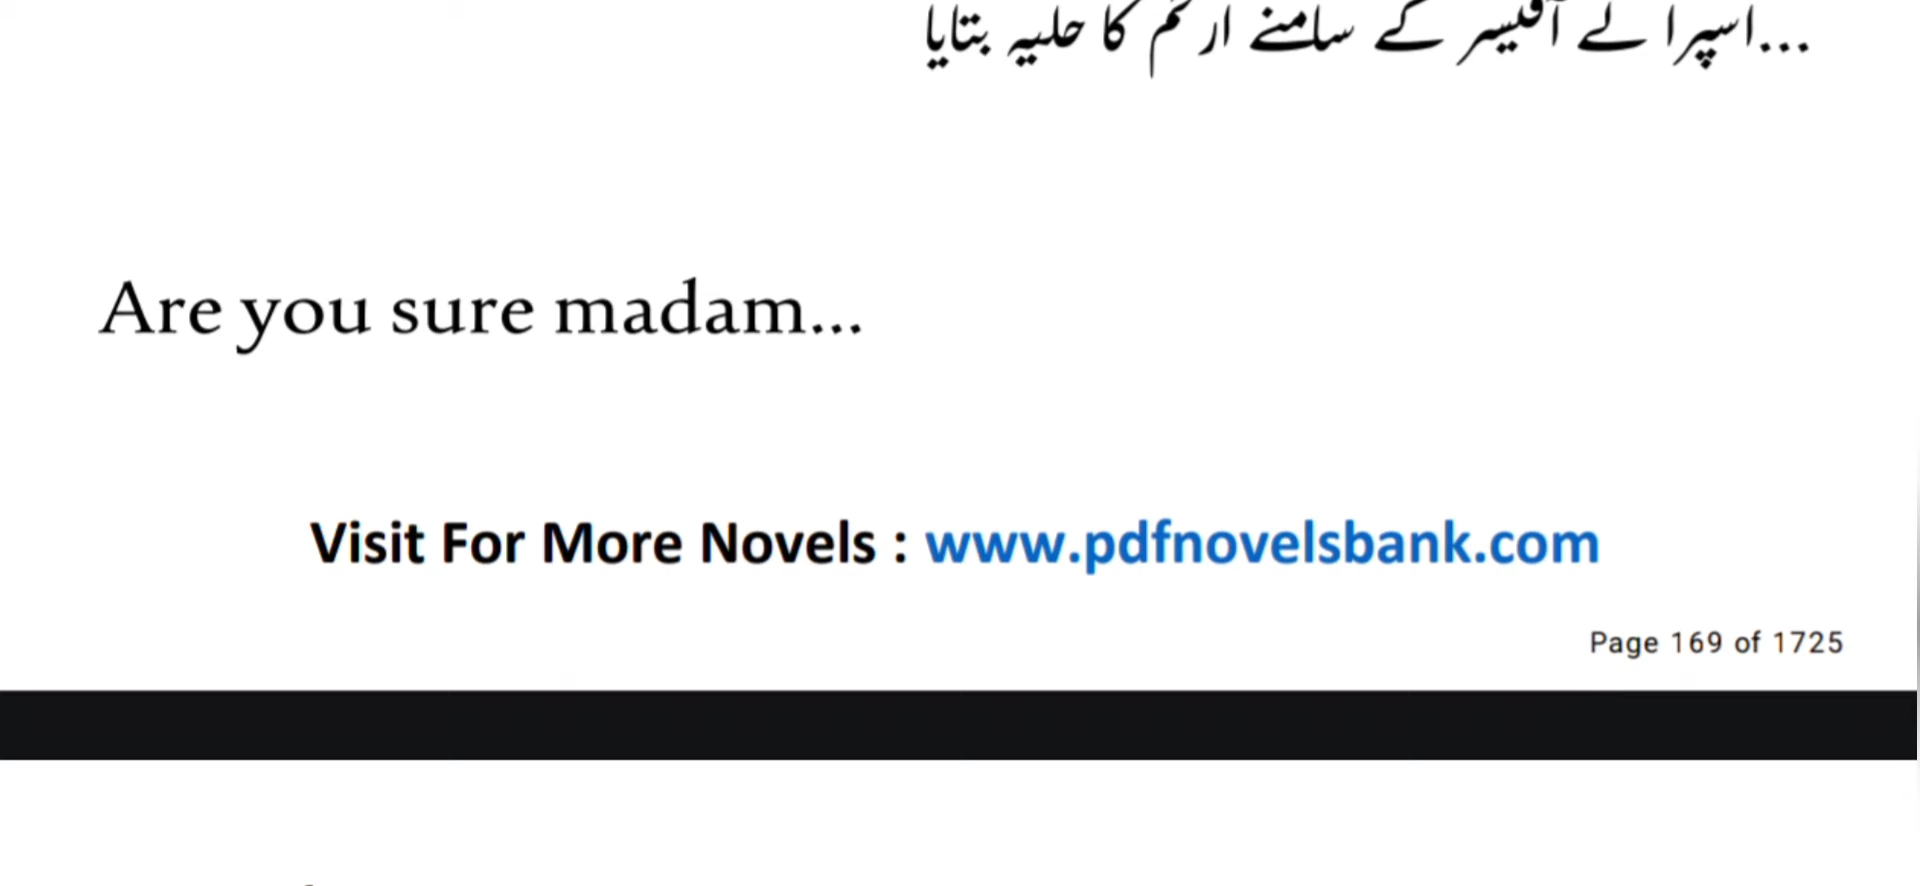 ...اسپرا نے آفیسر کے سامنے ارحم کا حلیہ بتایا
Are you sure madam...
Visit For More Novels : www.pdfnovelsbank.com
Page 169 of 1725